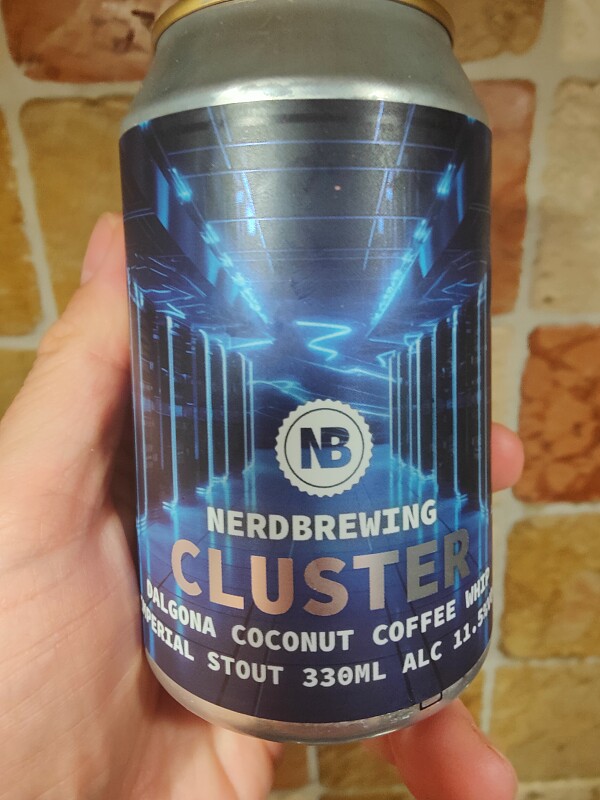 NB
NERDBREWING
CLUSTER
DALGONA COCONUT COFFEE WHIP
IMPERIAL STOUT 330ML ALC 11.5%